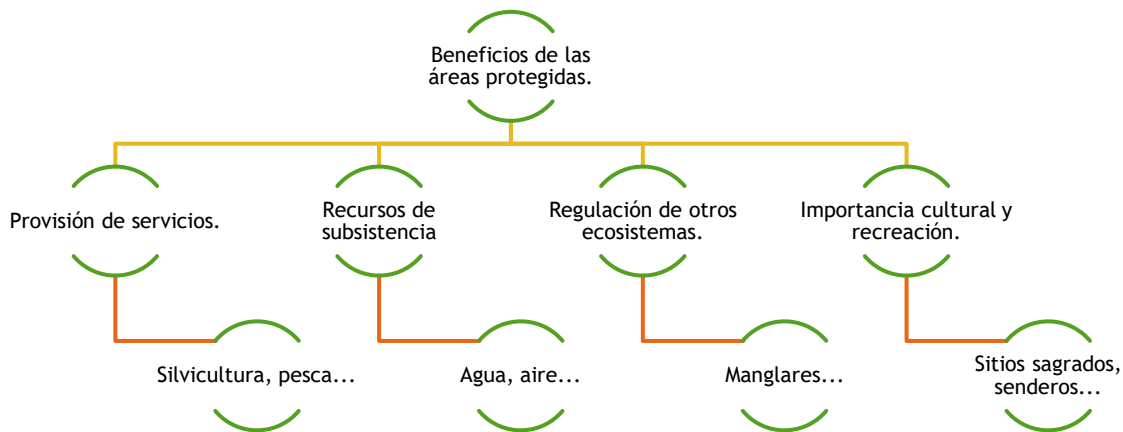 Beneficios de las
áreas protegidas.
Provisión de servicios.
Recursos de
subsistencia
Regulación de otros
ecosistemas.
Importancia cultural y
recreación.
Silvicultura, pesca...
Agua, aire...
Manglares...
Sitios sagrados,
senderos...